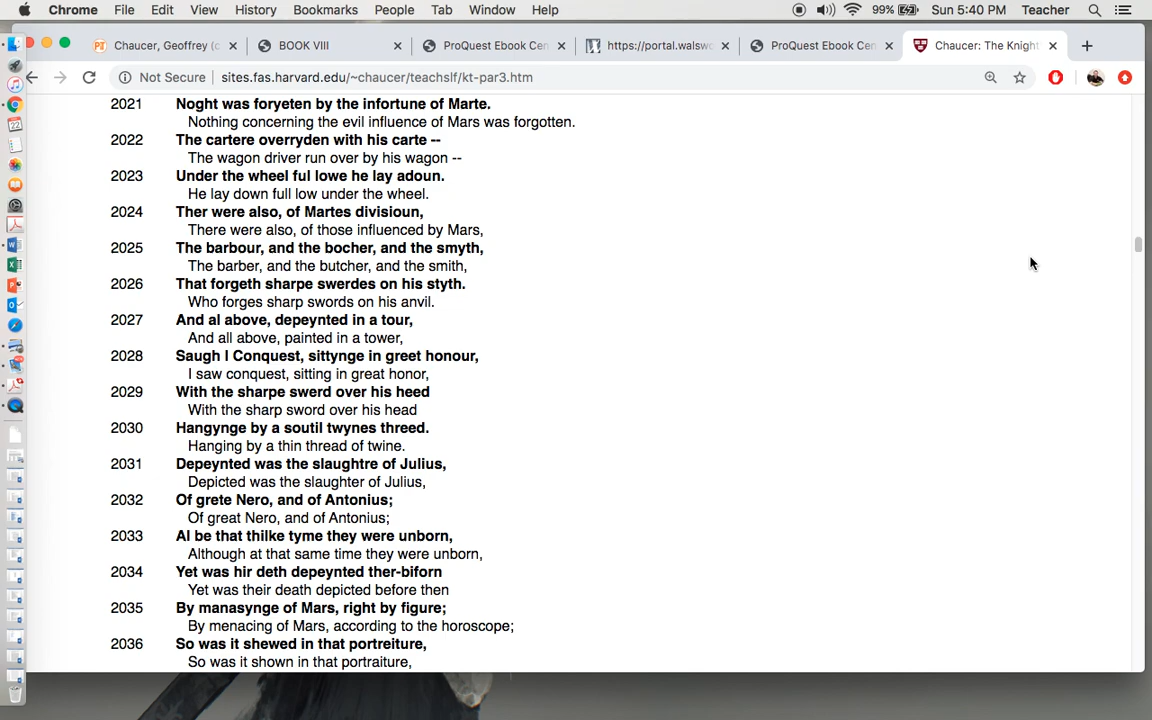 Chrome File Edit View History Bookmarks People Tab Window Help 99% Sun 5:40 PM Teacher
Chaucer, Geoffrey (c BOOK VIII ProQuest Ebook Cen https://portal.walsw ProQuest Ebook Cen Chaucer: The Knight
Not Secure sites.fas.harvard.edu/~chaucer/teachslf/kt-par3.htm
2021 Noght was foryeten by the infortune of Marte.
Nothing concerning the evil influence of Mars was forgotten.
2022 The cartere overryden with his carte --
The wagon driver run over by his wagon --
2023 Under the wheel ful lowe he lay adoun.
He lay down full low under the wheel.
2024 Ther were also, of Martes divisioun,
There were also, of those influenced by Mars,
2025 The barbour, and the bocher, and the smyth,
The barber, and the butcher, and the smith,
2026 That forgeth sharpe swerdes on his styth.
Who forges sharp swords on his anvil.
2027 And al above, depeynted in a tour,
And all above, painted in a tower,
2028 Saugh I Conquest, sittynge in greet honour,
I saw conquest, sitting in great honor,
2029 With the sharpe swerd over his heed
With the sharp sword over his head
2030 Hangynge by a soutil twynes threed.
Hanging by a thin thread of twine.
2031 Depeynted was the slaughtre of Julius,
Depicted was the slaughter of Julius,
2032 Of grete Nero, and of Antonius;
Of great Nero, and of Antonius;
2033 Al be that thilke tyme they were unborn,
Although at that same time they were unborn,
2034 Yet was hir deth depeynted ther-biforn
Yet was their death depicted before then
2035 By manasynge of Mars, right by figure;
By menacing of Mars, according to the horoscope;
2036 So was it shewed in that portreiture,
So was it shown in that portraiture,